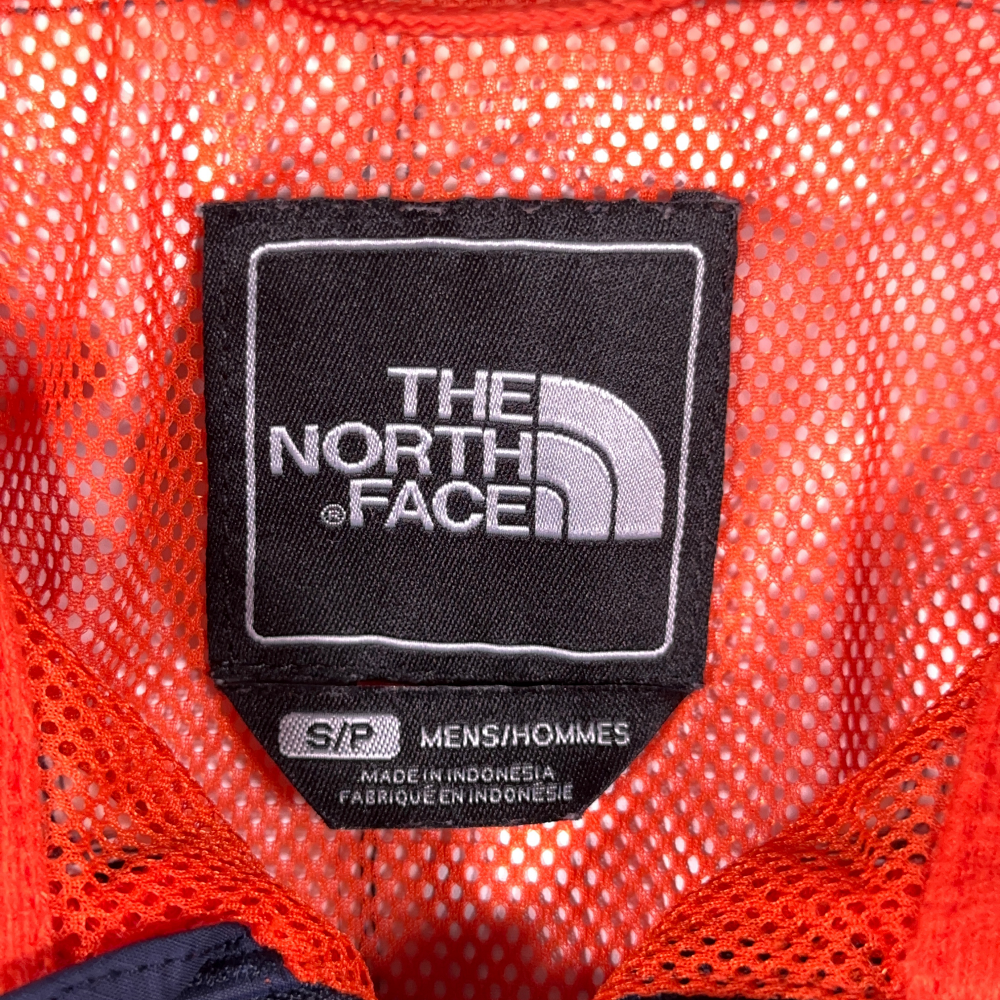 THE
NORTH
®FACE
S/P MENS/HOMMES
MADE IN INDONESIA
FABRIQUÉ EN INDONÉSIE